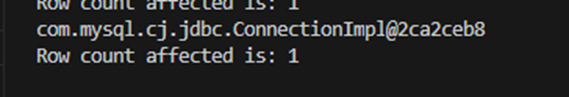 Row count affected is: 1
com.mysql.cj.jdbc.ConnectionImpl@2ca2ceb8
Row count affected is: 1